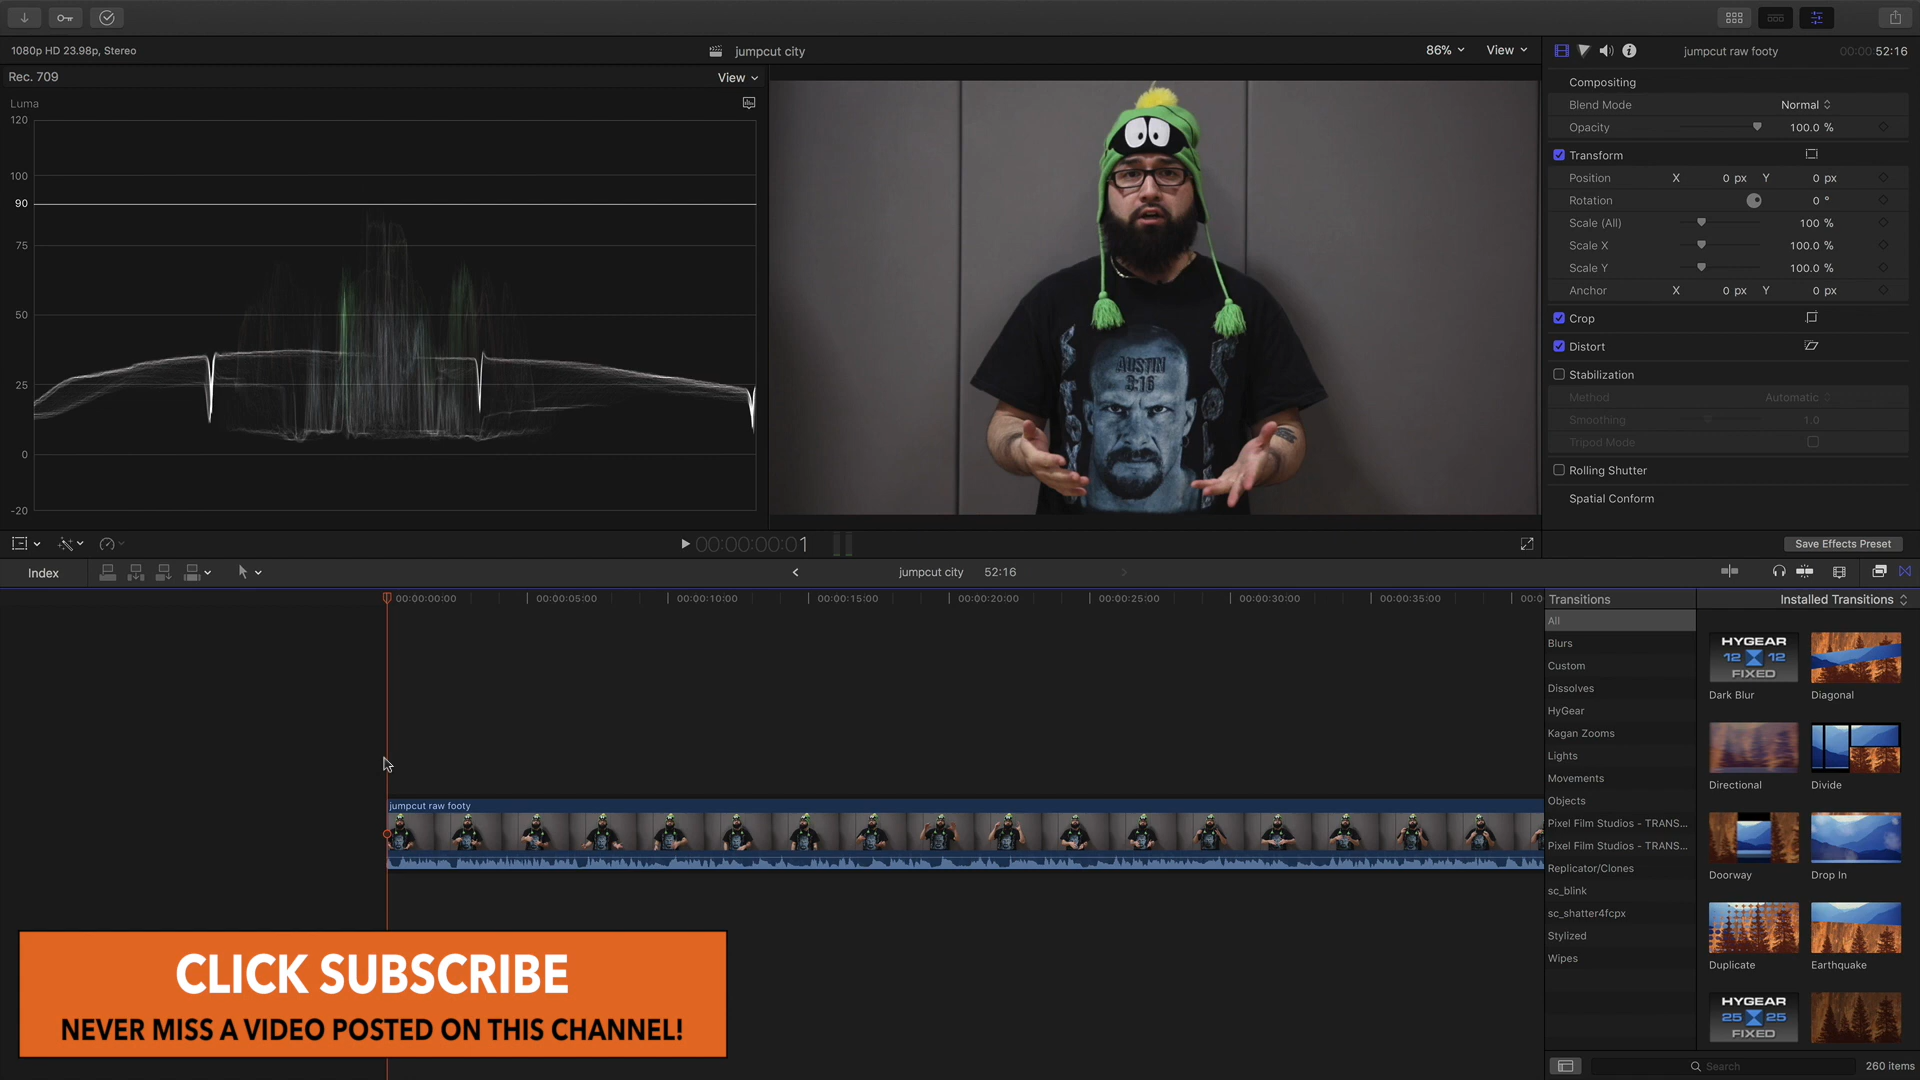 1080p HD 23.98p, Stereo
jumpcut city
86%
View
jumpcut raw footy
00:00:52:16
Rec. 709
View
Luma
120
100
90
75
50
25
0
-20
AUSTIN
3:16
Compositing
Blend Mode
Normal
Opacity
100.0 %
Transform
Position X 0 px Y 0 px
Rotation 0 °
Scale (All) 100 %
Scale X 100.0 %
Scale Y 100.0 %
Anchor X 0 px Y 0 px
Crop
Distort
Stabilization
Method Automatic
Smoothing 1.0
Tripod Mode
Rolling Shutter
Spatial Conform
00:00:00:01
Save Effects Preset
Index
jumpcut city 52:16
00:00:00:00 00:00:05:00 00:00:10:00 00:00:15:00 00:00:20:00 00:00:25:00 00:00:30:00 00:00:35:00 00:0
jumpcut raw footy
Transitions
All
Blurs
Custom
Dissolves
HyGear
Kagan Zooms
Lights
Movements
Objects
Pixel Film Studios - TRANS...
Pixel Film Studios - TRANS...
Replicator/Clones
sc_blink
sc_shatter4fcpx
Stylized
Wipes
Installed Transitions
HYGEAR
12 12
FIXED
Dark Blur
Diagonal
Directional
Divide
Doorway
Drop In
Duplicate
Earthquake
HYGEAR
25 25
FIXED
Search
260 items
CLICK SUBSCRIBE
NEVER MISS A VIDEO POSTED ON THIS CHANNEL!